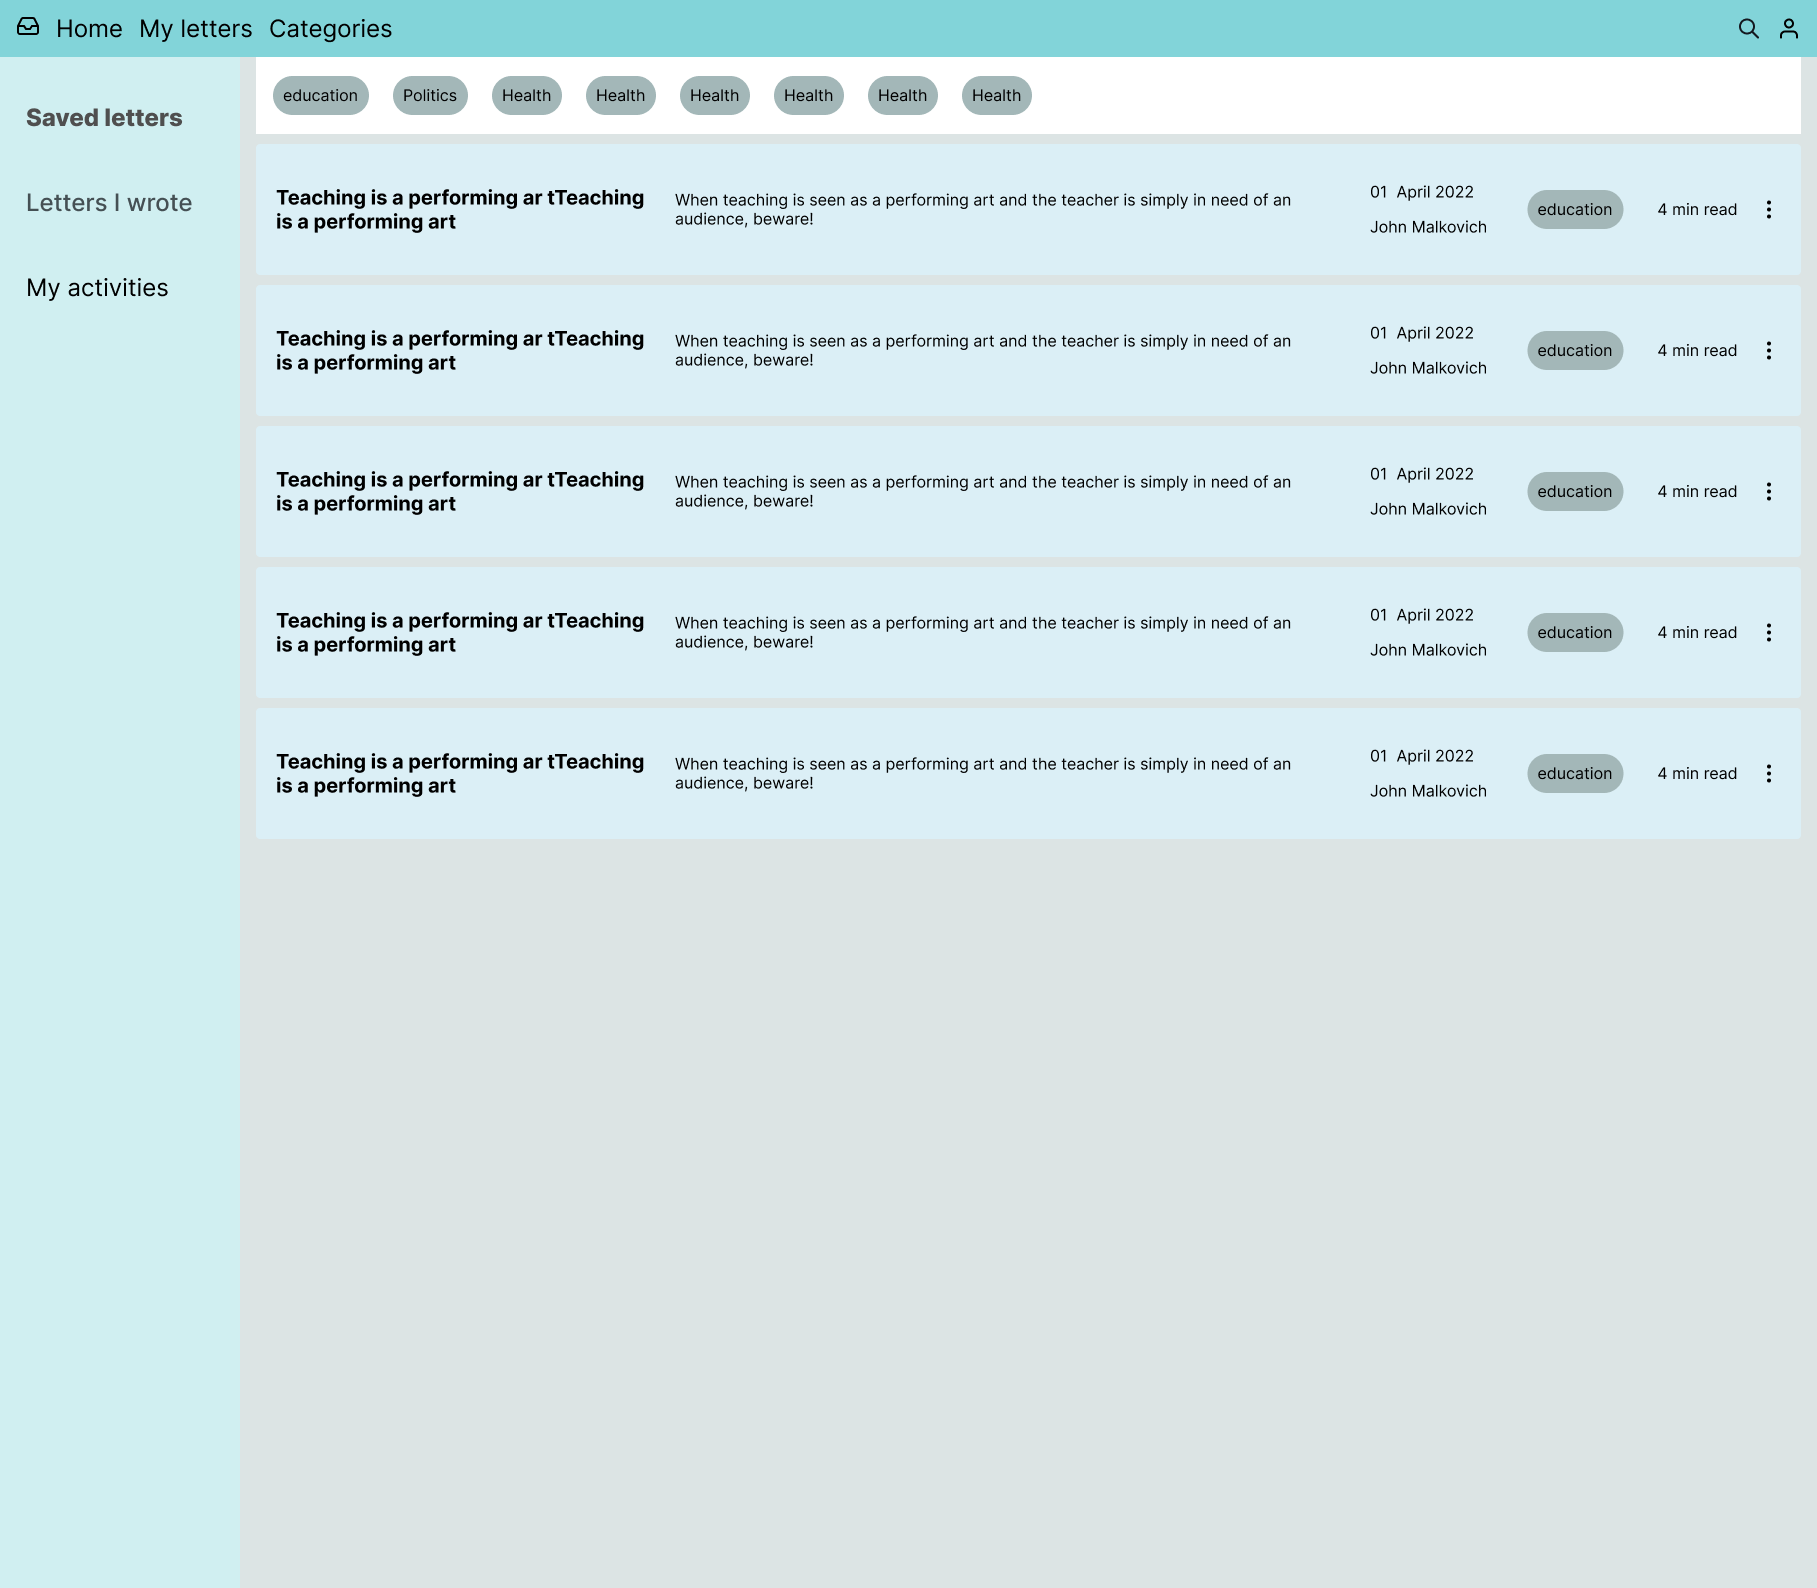 Home My letters Categories
Saved letters
Letters I wrote
My activities
education Politics Health Health Health Health Health Health
Teaching is a performing ar tTeaching
is a performing art
When teaching is seen as a performing art and the teacher is simply in need of an
audience, beware!
01 April 2022
John Malkovich
education
4 min read
Teaching is a performing ar tTeaching
is a performing art
When teaching is seen as a performing art and the teacher is simply in need of an
audience, beware!
01 April 2022
John Malkovich
education
4 min read
Teaching is a performing ar tTeaching
is a performing art
When teaching is seen as a performing art and the teacher is simply in need of an
audience, beware!
01 April 2022
John Malkovich
education
4 min read
Teaching is a performing ar tTeaching
is a performing art
When teaching is seen as a performing art and the teacher is simply in need of an
audience, beware!
01 April 2022
John Malkovich
education
4 min read
Teaching is a performing ar tTeaching
is a performing art
When teaching is seen as a performing art and the teacher is simply in need of an
audience, beware!
01 April 2022
John Malkovich
education
4 min read